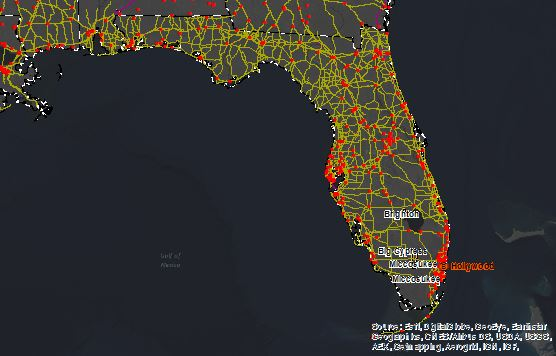 Brighton
Big Cypress
Miccosukee
Hollywood
Miccosukee
Gulf of
Mexico
Source: Esri, DigitalGlobe, GeoEye, Earthstar
Geographics, CNES/Airbus DS, USDA, USGS,
AEX, Getmapping, Aerogrid, IGN, IGP,